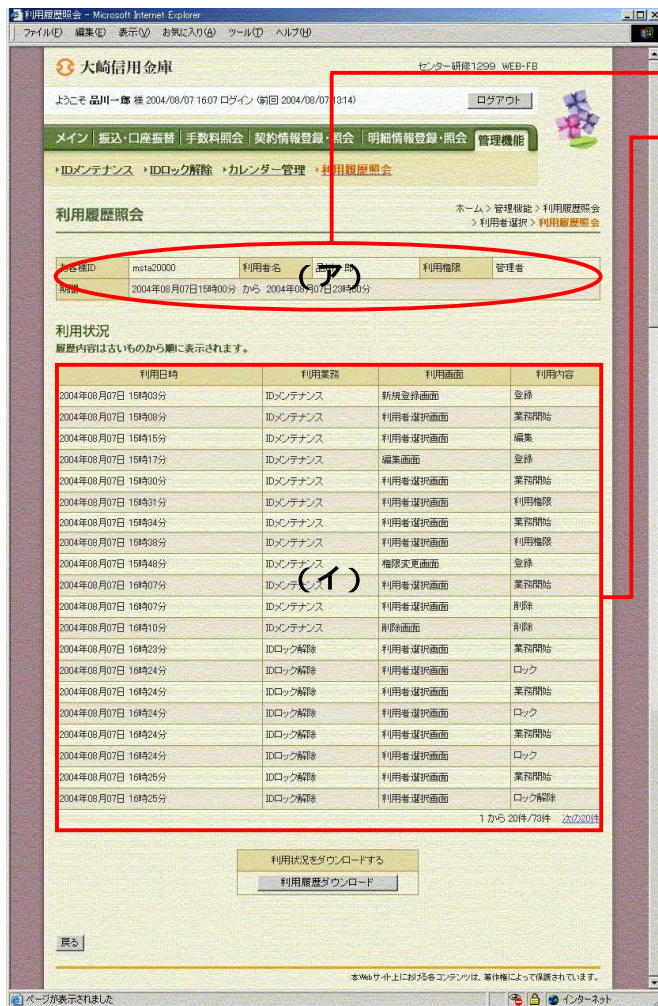 利用履歴照会 - Microsoft Internet Explorer
ファイル(F) 編集(E) 表示(V) お気に入り(A) ツール(T) ヘルプ(H)
大崎信用金庫
センター研修1299 WEB-FB
ようこそ 品川一郎 様 2004/08/07 16:07 ログイン (前回 2004/08/07 13:14)
ログアウト
メイン 振込・口座振替 手数料照会 契約情報登録・照会 明細情報登録・照会 管理機能
IDメンテナンス IDロック解除 カレンダー管理 利用履歴照会
利用履歴照会
ホーム > 管理機能 > 利用履歴照会
> 利用者選択 > 利用履歴照会
お客様ID msta20000 利用者名 品川一郎 利用権限 管理者
(ア)
期間 2004年08月07日15時00分 から 2004年08月07日23時00分
利用状況
履歴内容は古いものから順に表示されます。
利用日時 利用業務 利用画面 利用内容
2004年08月07日 15時03分 IDメンテナンス 新規登録画面 登録
2004年08月07日 15時08分 IDメンテナンス 利用者選択画面 業務開始
2004年08月07日 15時15分 IDメンテナンス 利用者選択画面 編集
2004年08月07日 15時17分 IDメンテナンス 編集画面 登録
2004年08月07日 15時30分 IDメンテナンス 利用者選択画面 業務開始
2004年08月07日 15時31分 IDメンテナンス 利用者選択画面 利用権限
2004年08月07日 15時34分 IDメンテナンス 利用者選択画面 業務開始
2004年08月07日 15時38分 IDメンテナンス 利用者選択画面 利用権限
2004年08月07日 15時48分 IDメンテナンス 権限変更画面 登録
(イ)
2004年08月07日 16時07分 IDメンテナンス 利用者選択画面 業務開始
2004年08月07日 16時07分 IDメンテナンス 利用者選択画面 削除
2004年08月07日 16時10分 IDメンテナンス 削除画面 削除
2004年08月07日 16時23分 IDロック解除 利用者選択画面 業務開始
2004年08月07日 16時24分 IDロック解除 利用者選択画面 ロック
2004年08月07日 16時24分 IDロック解除 利用者選択画面 業務開始
2004年08月07日 16時24分 IDロック解除 利用者選択画面 ロック
2004年08月07日 16時24分 IDロック解除 利用者選択画面 業務開始
2004年08月07日 16時24分 IDロック解除 利用者選択画面 ロック
2004年08月07日 16時25分 IDロック解除 利用者選択画面 業務開始
2004年08月07日 16時25分 IDロック解除 利用者選択画面 ロック解除
1 から 20件/73件 次の20件
利用状況をダウンロードする
利用履歴ダウンロード
戻る
本Webサイト上における各コンテンツは、著作権によって保護されています。
ページが表示されました インターネット